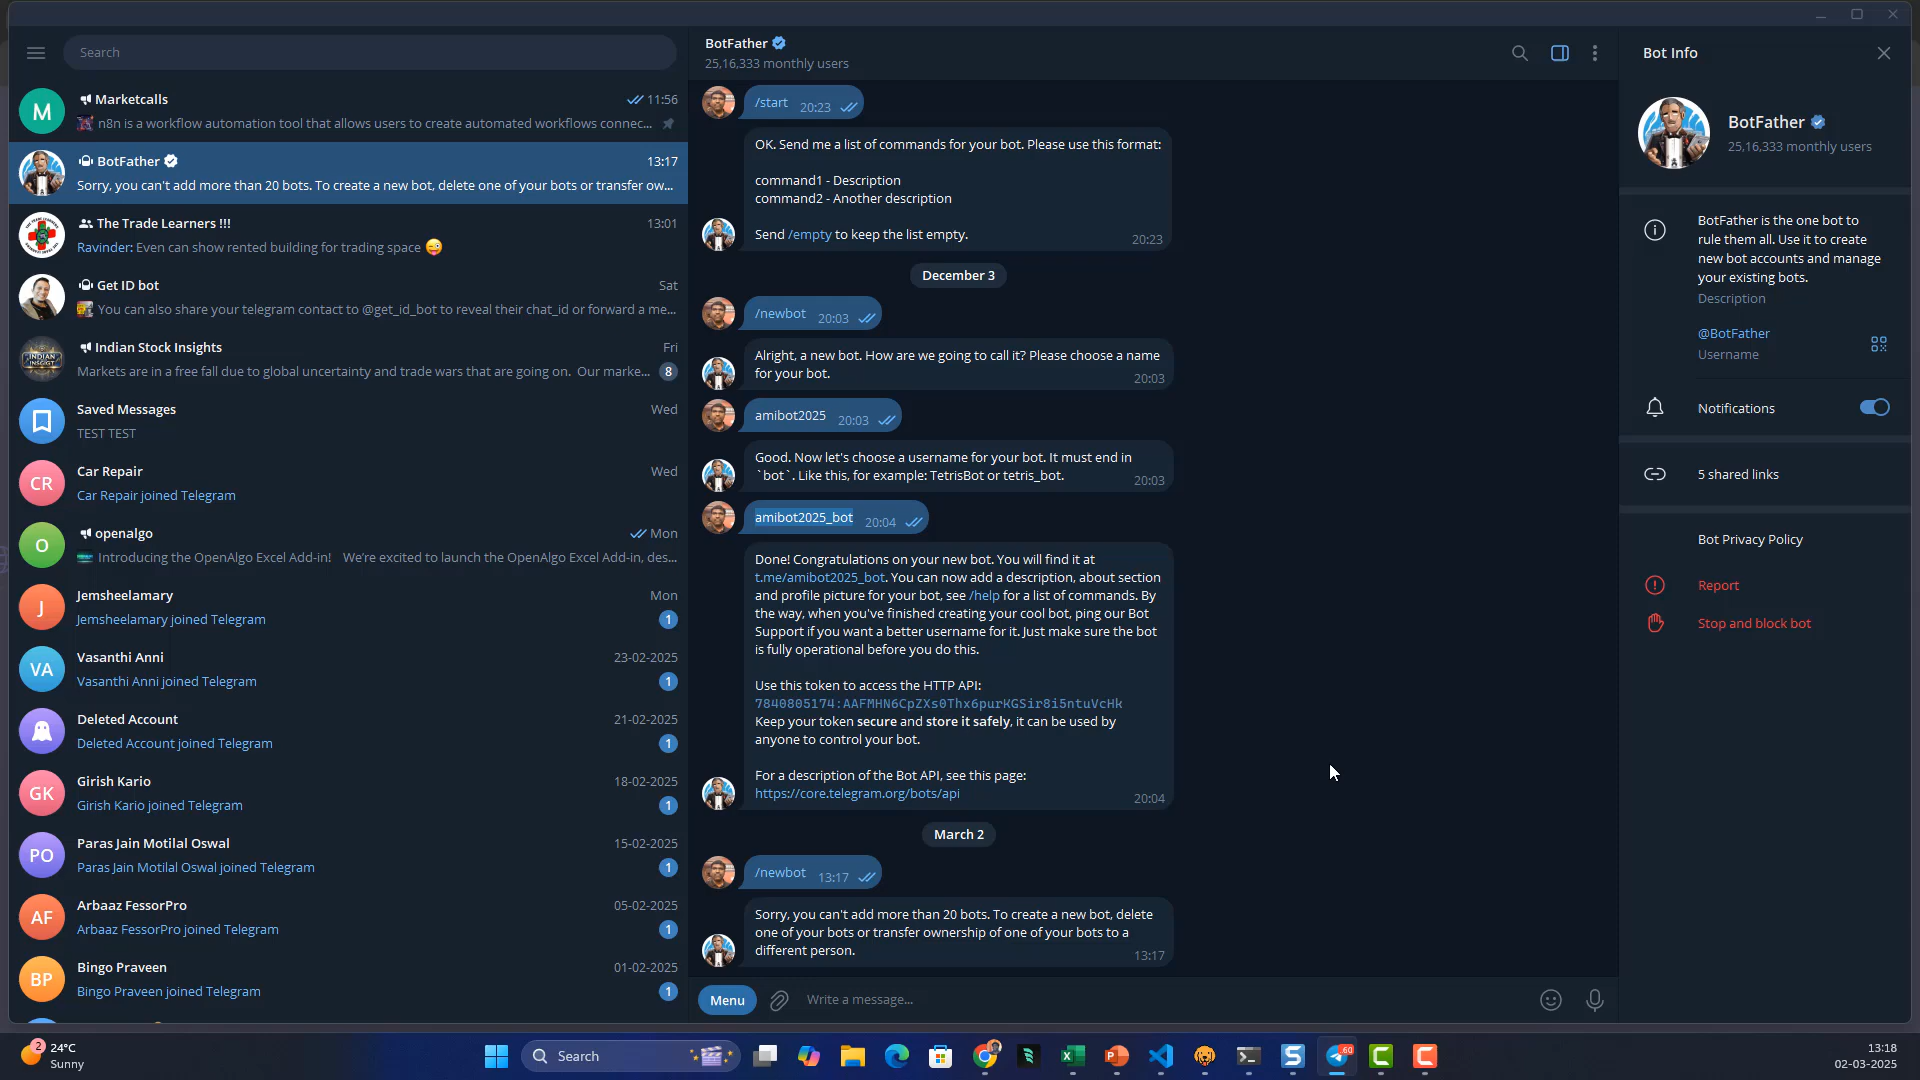 Search
Marketcalls
11:56
n8n is a workflow automation tool that allows users to create automated workflows connec...
BotFather
13:17
Sorry, you can't add more than 20 bots. To create a new bot, delete one of your bots or transfer ow...
The Trade Learners !!!
13:01
Ravinder: Even can show rented building for trading space
Get ID bot
Sat
You can also share your telegram contact to @get_id_bot to reveal their chat_id or forward a me...
Indian Stock Insights
Fri
Markets are in a free fall due to global uncertainty and trade wars that are going on. Our marke...
8
Saved Messages
Wed
TEST TEST
CR
Car Repair
Wed
Car Repair joined Telegram
O
openalgo
Mon
Introducing the OpenAlgo Excel Add-in! We're excited to launch the OpenAlgo Excel Add-in, des...
J
Jemsheelamary
Mon
Jemsheelamary joined Telegram
1
VA
Vasanthi Anni
23-02-2025
Vasanthi Anni joined Telegram
1
Deleted Account
21-02-2025
Deleted Account joined Telegram
1
GK
Girish Kario
18-02-2025
Girish Kario joined Telegram
1
PO
Paras Jain Motilal Oswal
15-02-2025
Paras Jain Motilal Oswal joined Telegram
1
AF
Arbaaz FessorPro
05-02-2025
Arbaaz FessorPro joined Telegram
1
BP
Bingo Praveen
01-02-2025
Bingo Praveen joined Telegram
1
M
BotFather
25,16,333 monthly users
/start 20:23
OK. Send me a list of commands for your bot. Please use this format:
command1 - Description
command2 - Another description
Send /empty to keep the list empty.
20:23
December 3
/newbot 20:03
Alright, a new bot. How are we going to call it? Please choose a name
for your bot.
20:03
amibot2025 20:03
Good. Now let's choose a username for your bot. It must end in
`bot`. Like this, for example: TetrisBot or tetris_bot.
20:03
amibot2025_bot 20:04
Done! Congratulations on your new bot. You will find it at
t.me/amibot2025_bot. You can now add a description, about section
and profile picture for your bot, see /help for a list of commands. By
the way, when you've finished creating your cool bot, ping our Bot
Support if you want a better username for it. Just make sure the bot
is fully operational before you do this.
Use this token to access the HTTP API:
7840805174:AAFMHN6CpZXs0Thx6purKGSir8i5ntuVcHk
Keep your token secure and store it safely, it can be used by
anyone to control your bot.
For a description of the Bot API, see this page:
https://core.telegram.org/bots/api
20:04
March 2
/newbot 13:17
Sorry, you can't add more than 20 bots. To create a new bot, delete
one of your bots or transfer ownership of one of your bots to a
different person.
13:17
Menu
Write a message...
Bot Info
BotFather
25,16,333 monthly users
BotFather is the one bot to
rule them all. Use it to create
new bot accounts and manage
your existing bots.
Description
@BotFather
Username
Notifications
5 shared links
Bot Privacy Policy
Report
Stop and block bot
2
24°C
Sunny
Search
60
13:18
02-03-2025